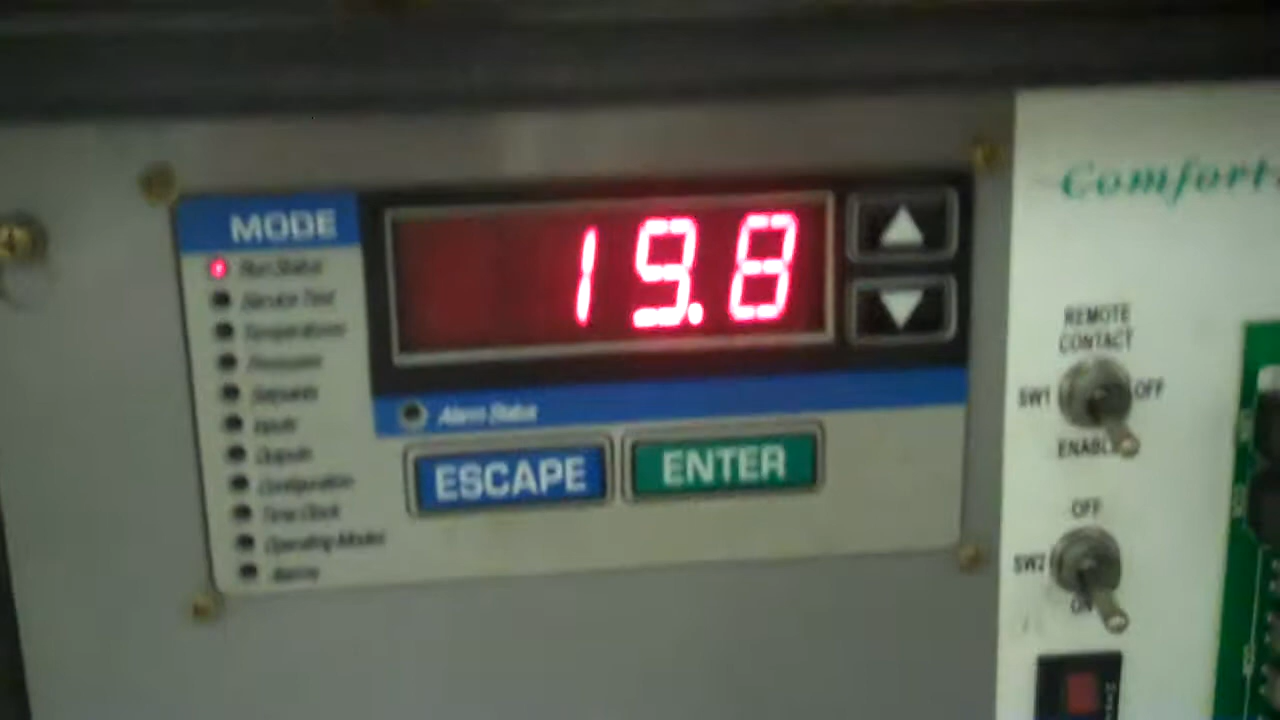 MODE
Run Status
Service Test
Temperatures
Pressures
Setpoints
Inputs
Outputs
Configuration
Time Clock
Operating Modes
Alarms
19.8
Alarm Status
ESCAPE
ENTER
Comfort
REMOTE
CONTACT
SW1
OFF
ENABLE
OFF
SW2
ON